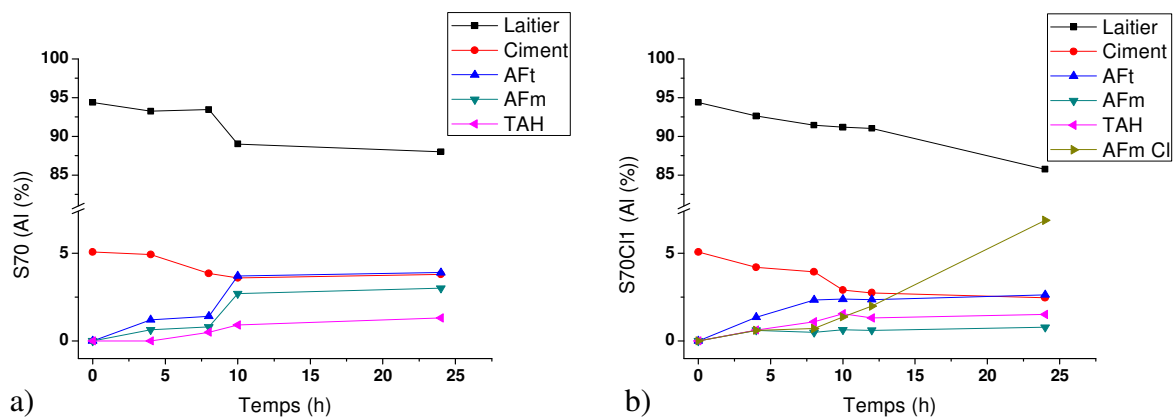 Laitier
Ciment
AFt
AFm
TAH
100
95
90
85
5
0
S70 (Al (%))
0 5 10 15 20 25
Temps (h)
a)
Laitier
Ciment
AFt
AFm
TAH
AFm Cl
100
95
90
85
5
0
S70Cl1 (Al (%))
0 5 10 15 20 25
Temps (h)
b)